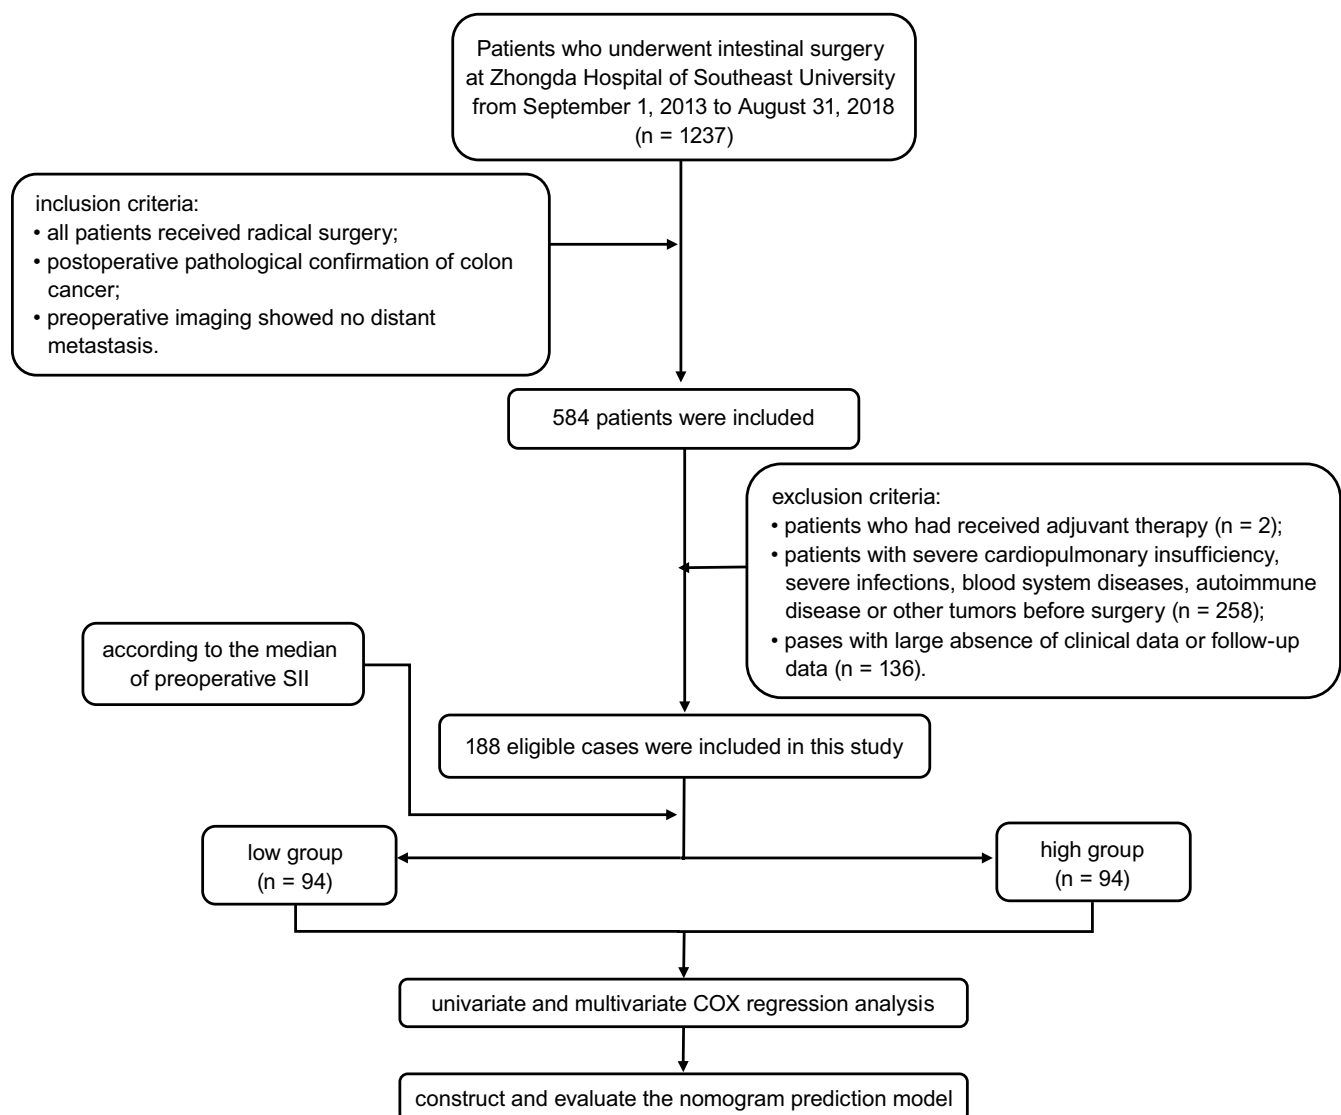 Patients who underwent intestinal surgery
at Zhongda Hospital of Southeast University
from September 1, 2013 to August 31, 2018
(n = 1237)
inclusion criteria:
• all patients received radical surgery;
• postoperative pathological confirmation of colon
cancer;
• preoperative imaging showed no distant
metastasis.
584 patients were included
exclusion criteria:
• patients who had received adjuvant therapy (n = 2);
• patients with severe cardiopulmonary insufficiency,
severe infections, blood system diseases, autoimmune
disease or other tumors before surgery (n = 258);
• pases with large absence of clinical data or follow-up
data (n = 136).
according to the median
of preoperative SII
188 eligible cases were included in this study
low group
(n = 94)
high group
(n = 94)
univariate and multivariate COX regression analysis
construct and evaluate the nomogram prediction model